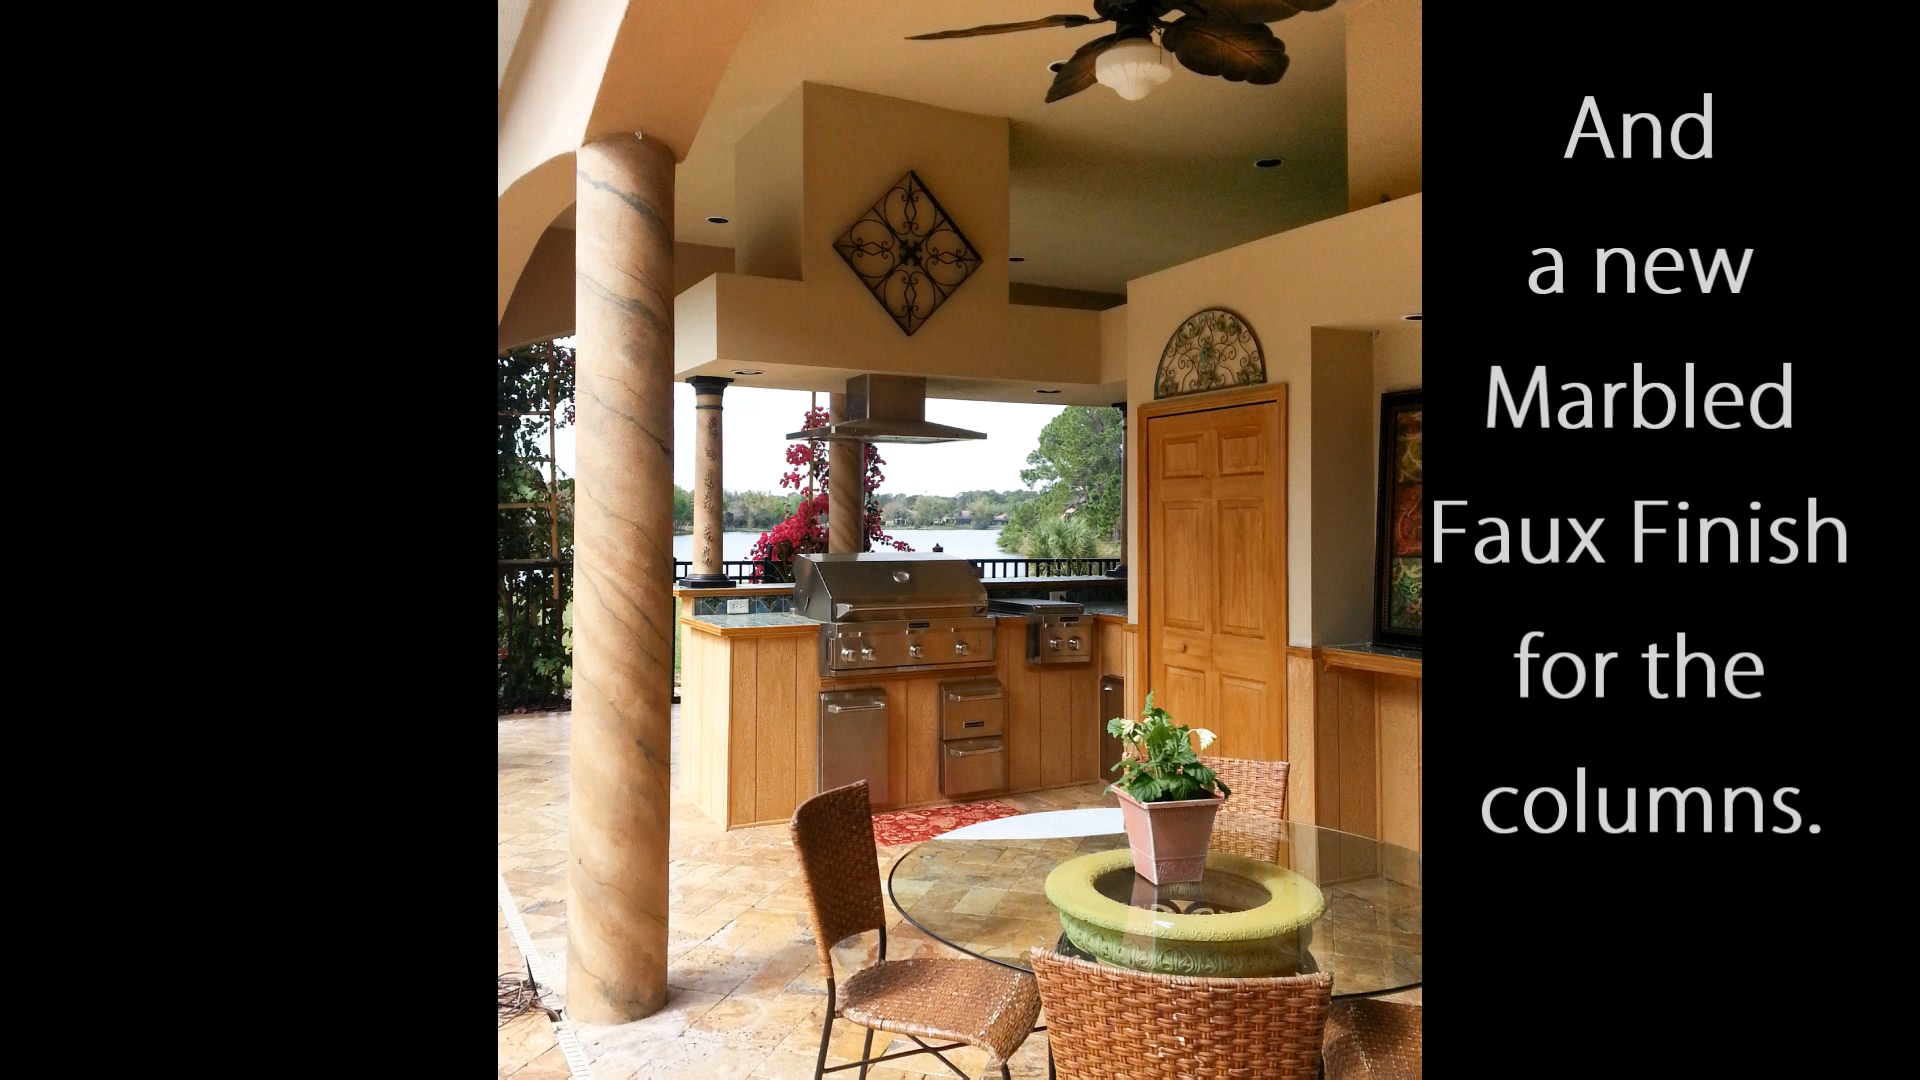 And
a new
Marbled
Faux Finish
for the
columns.